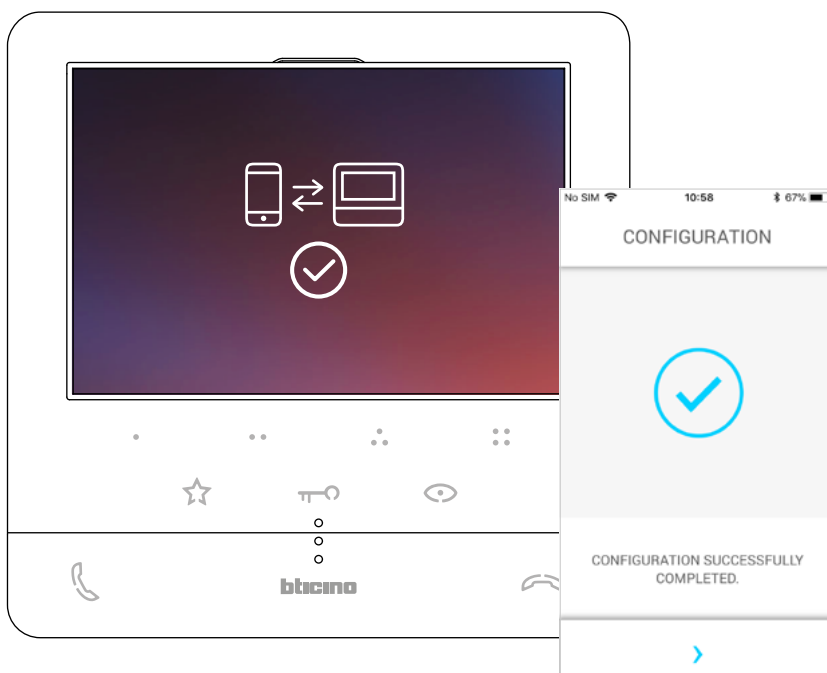 No SIM 10:58 67%
CONFIGURATION
CONFIGURATION SUCCESSFULLY
COMPLETED.
bticino